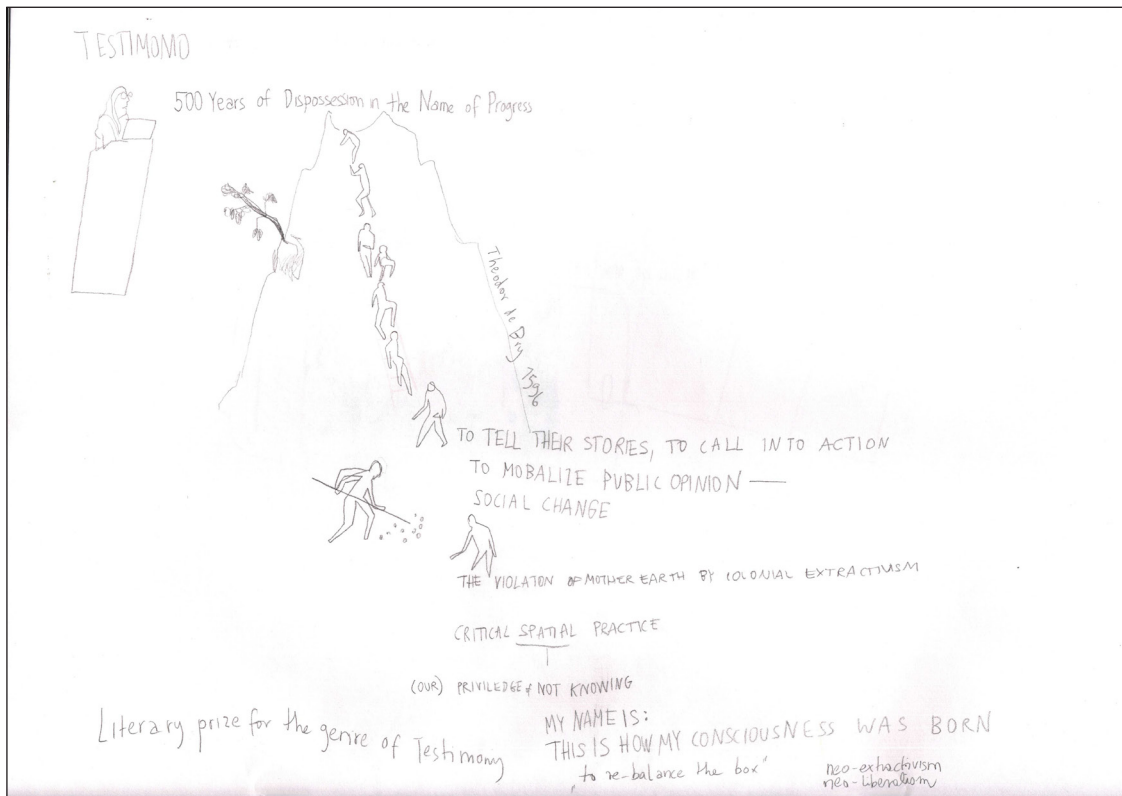 TESTIMONIO
500 Years of Dispossession in the Name of Progress
Theodor de Bry 1596
TO TELL THEIR STORIES, TO CALL INTO ACTION
TO MOBALIZE PUBLIC OPINION —
SOCIAL CHANGE
THE VIOLATON OF MOTHER EARTH BY COLONIAL EXTRACTIVISM
CRITICAL SPATIAL PRACTICE
(OUR) PRIVILEDGE of NOT KNOWING
Literary prize for the genre of Testimony
MY NAME IS:
THIS IS HOW MY CONSCIOUSNESS WAS BORN
„to re-balance the box"
neo-extractivism
neo-liberalism